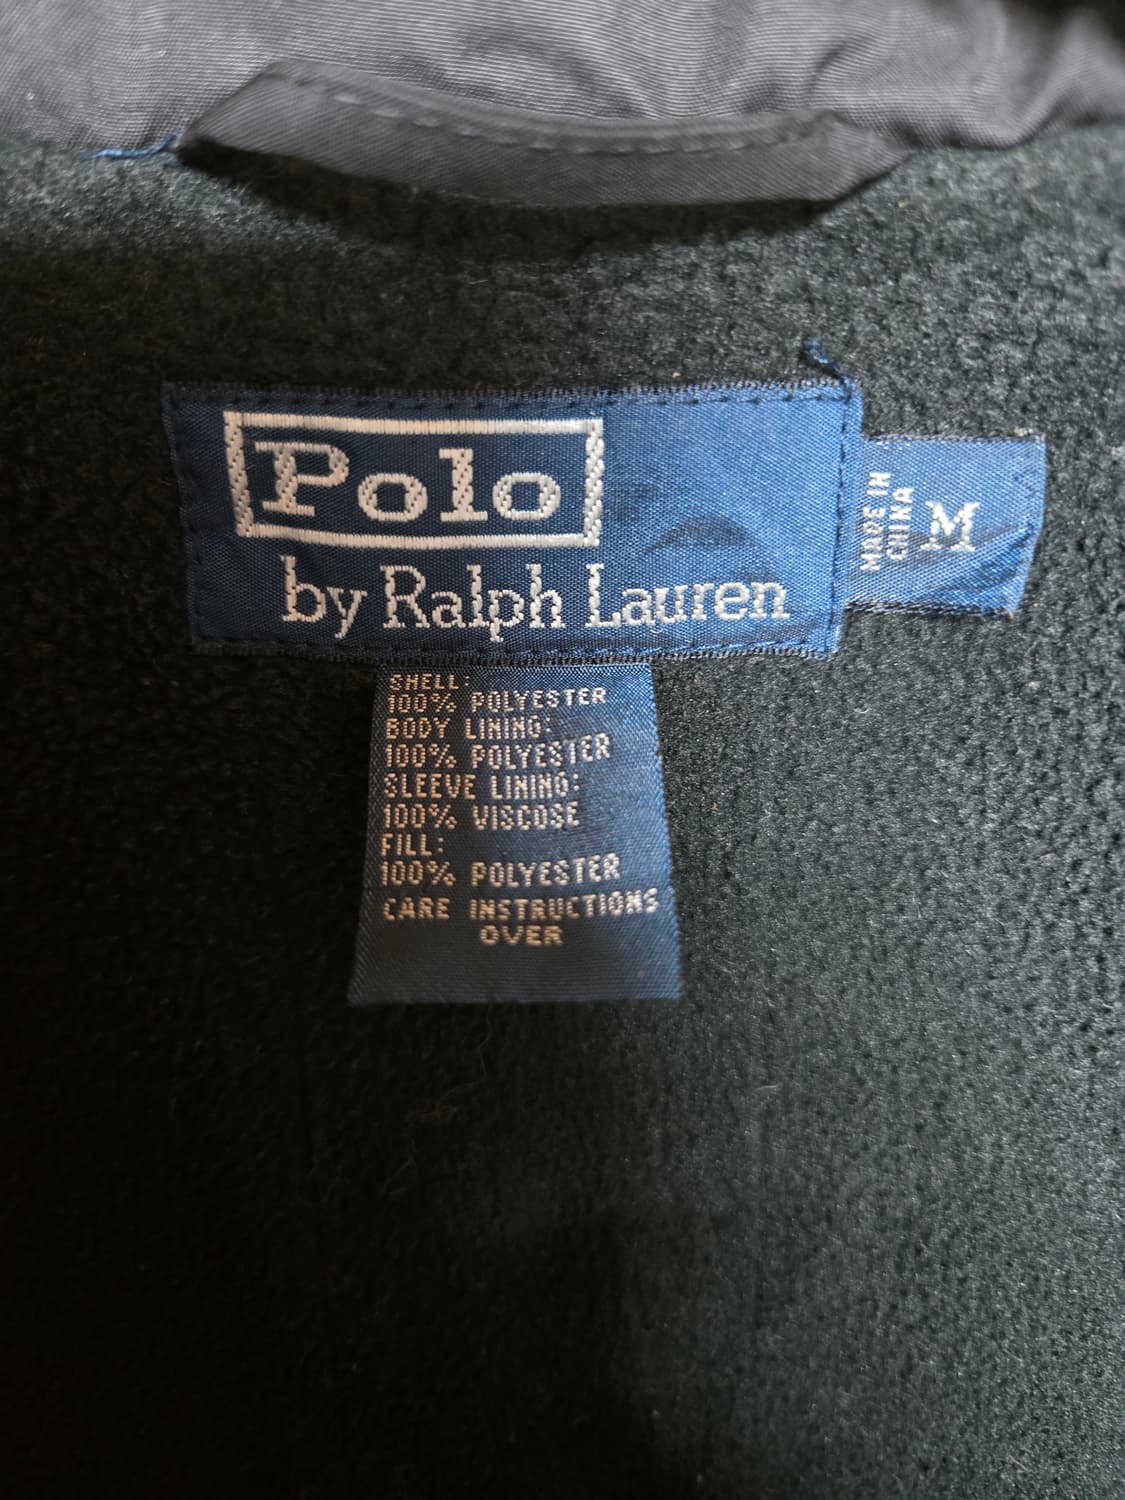 Polo
by Ralph Lauren
MADE IN
CHINA
M
SHELL:
100% POLYESTER
BODY LINING:
100% POLYESTER
SLEEVE LINING:
100% VISCOSE
FILL:
100% POLYESTER
CARE INSTRUCTIONS
OVER